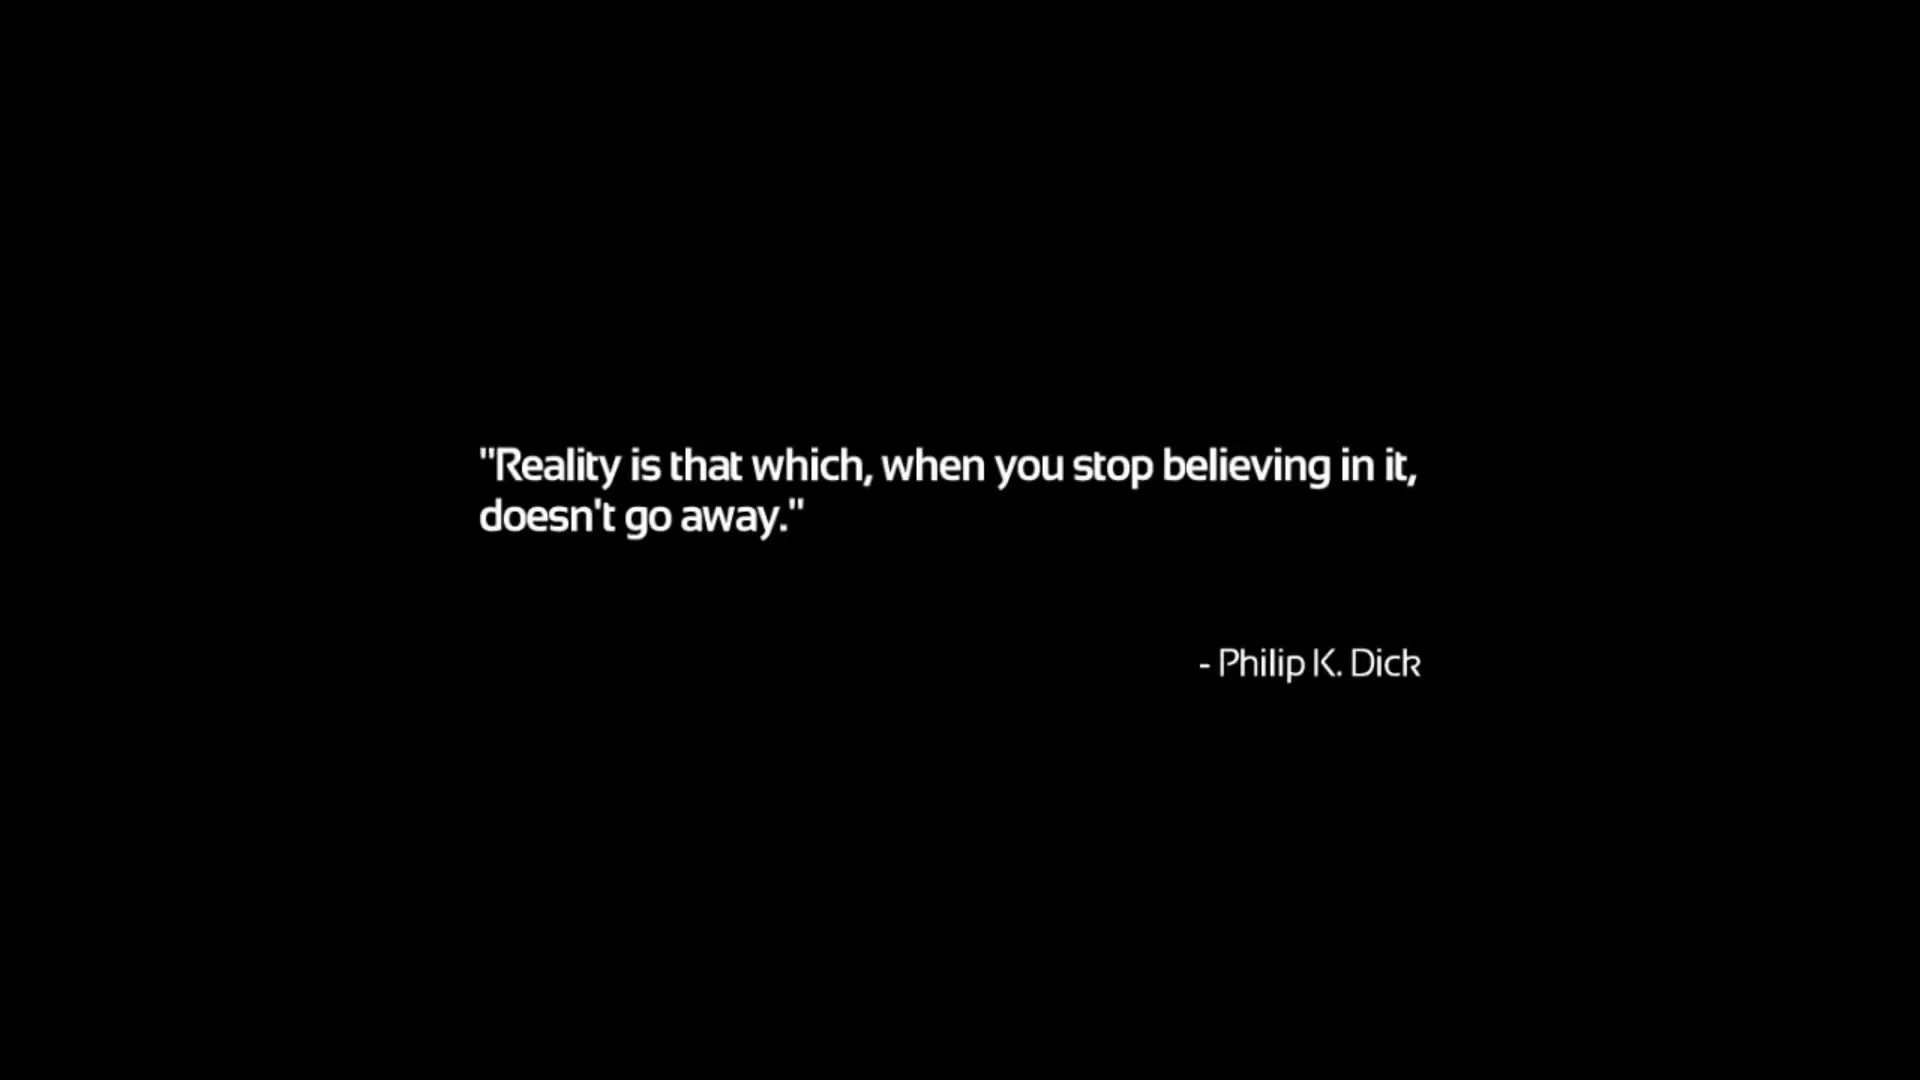 "Reality is that which, when you stop believing in it,
doesn't go away."
- Philip K. Dick